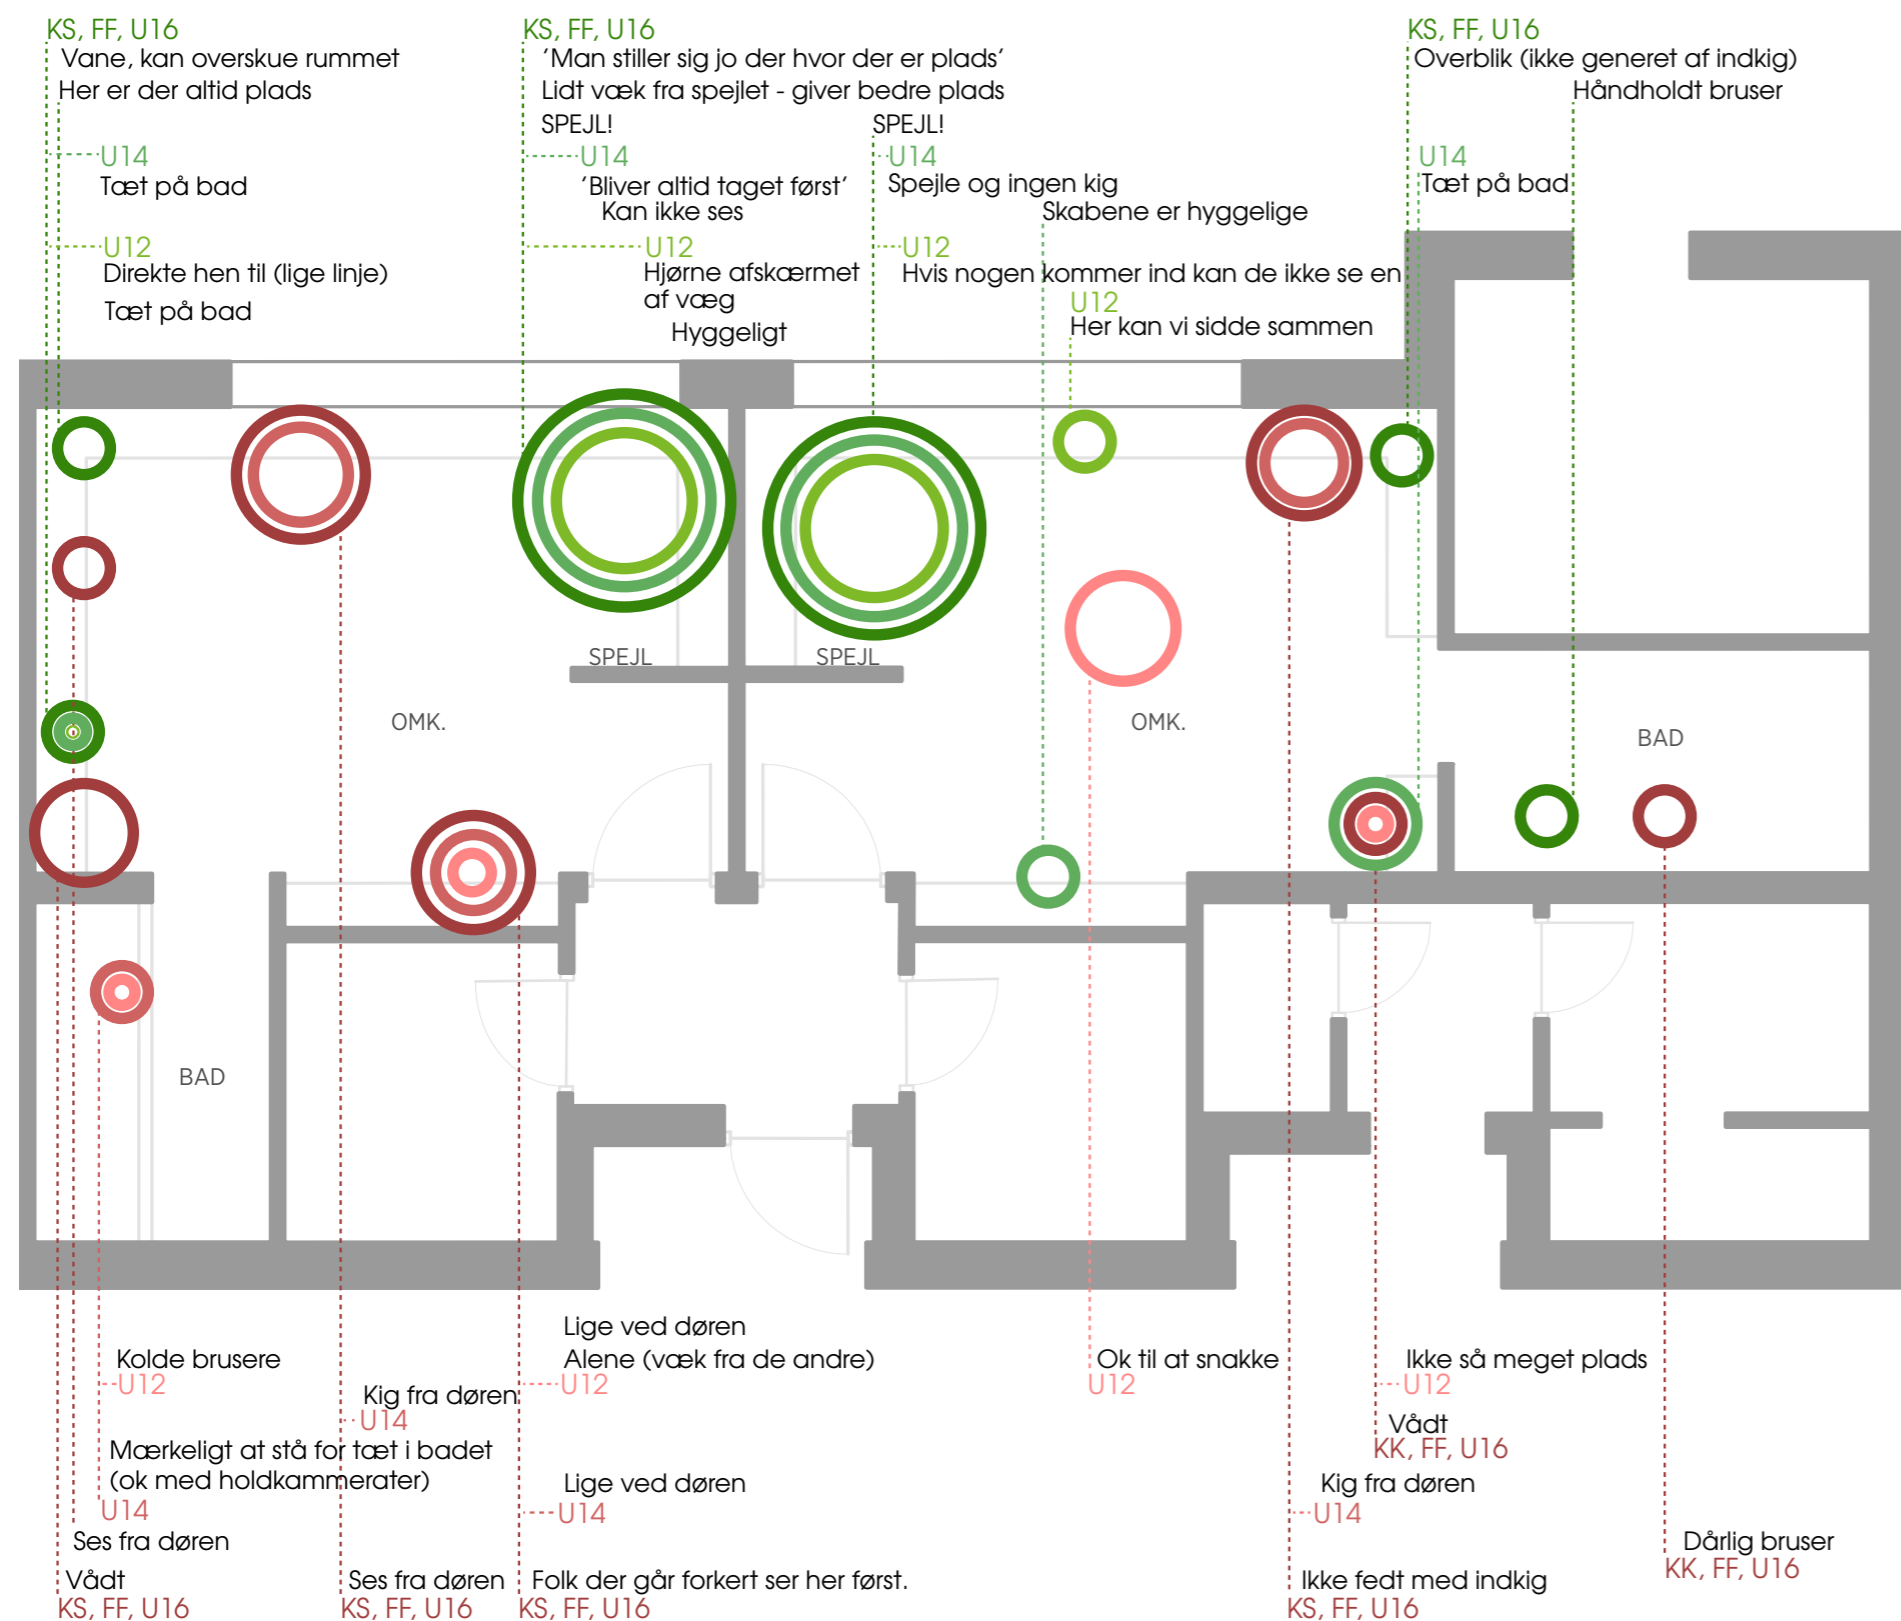 KS, FF, U16
Vane, kan overskue rummet
Her er der altid plads
U14
Tæt på bad
U12
Direkte hen til (lige linje)
Tæt på bad
KS, FF, U16
'Man stiller sig jo der hvor der er plads'
Lidt væk fra spejlet - giver bedre plads
SPEJL!
U14
'Bliver altid taget først'
Kan ikke ses
U12
Hjørne afskærmet
af væg
Hyggeligt
SPEJL!
U14
Spejle og ingen kig
Skabene er hyggelige
U12
Hvis nogen kommer ind kan de ikke se en
U12
Her kan vi sidde sammen
KS, FF, U16
Overblik (ikke generet af indkig)
Håndholdt bruser
U14
Tæt på bad
SPEJL
SPEJL
OMK.
OMK.
BAD
BAD
Kolde brusere
U12
Mærkeligt at stå for tæt i badet
(ok med holdkammerater)
U14
Ses fra døren
Vådt
KS, FF, U16
Kig fra døren
U14
Ses fra døren
KS, FF, U16
Lige ved døren
Alene (væk fra de andre)
U12
Lige ved døren
U14
Folk der går forkert ser her først.
KS, FF, U16
Ok til at snakke
U12
Ikke så meget plads
U12
Vådt
KK, FF, U16
Kig fra døren
U14
Ikke fedt med indkig
KS, FF, U16
Dårlig bruser
KK, FF, U16